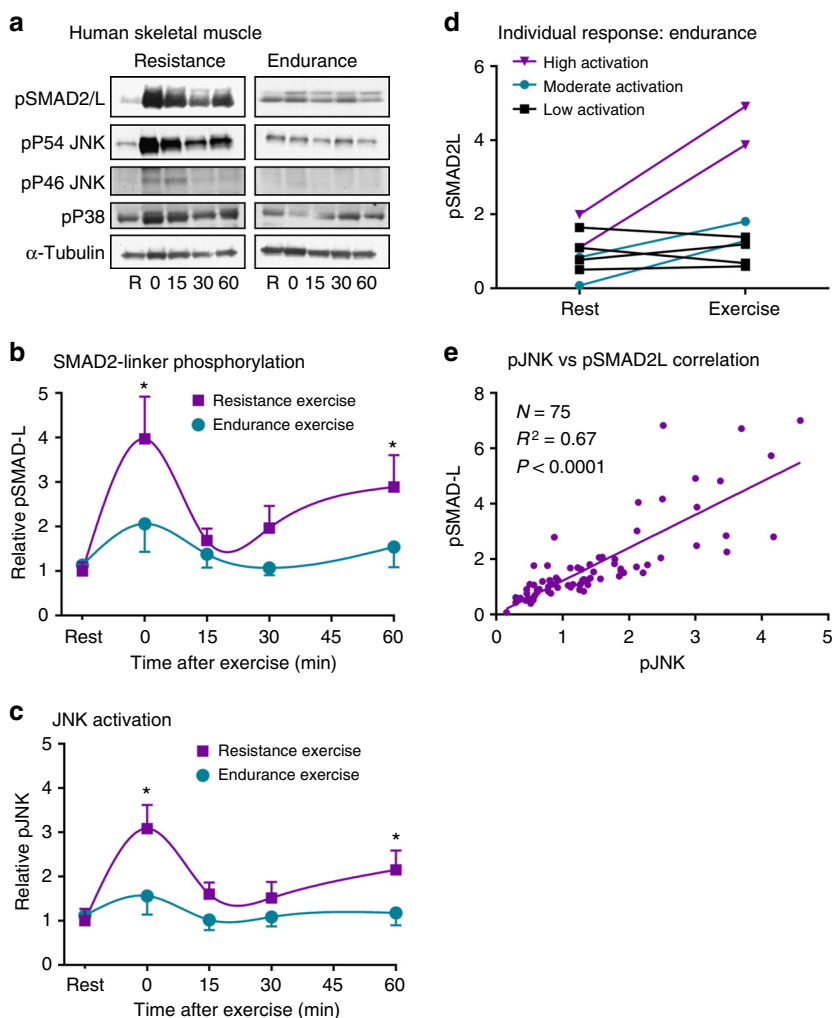 a
Human skeletal muscle
Resistance Endurance
pSMAD2/L
pP54 JNK
pP46 JNK
pP38
α-Tubulin
R 0 15 30 60 R 0 15 30 60
b
SMAD2-linker phosphorylation
Resistance exercise
Endurance exercise
Relative pSMAD-L
5
4
3
2
1
0
* *
Rest 0 15 30 45 60
Time after exercise (min)
c
JNK activation
Resistance exercise
Endurance exercise
Relative pJNK
5
4
3
2
1
0
* *
Rest 0 15 30 45 60
Time after exercise (min)
d
Individual response: endurance
High activation
Moderate activation
Low activation
pSMAD2L
6
4
2
0
Rest Exercise
e
pJNK vs pSMAD2L correlation
N = 75
R² = 0.67
P < 0.0001
pSMAD-L
8
6
4
2
0
0 1 2 3 4 5
pJNK